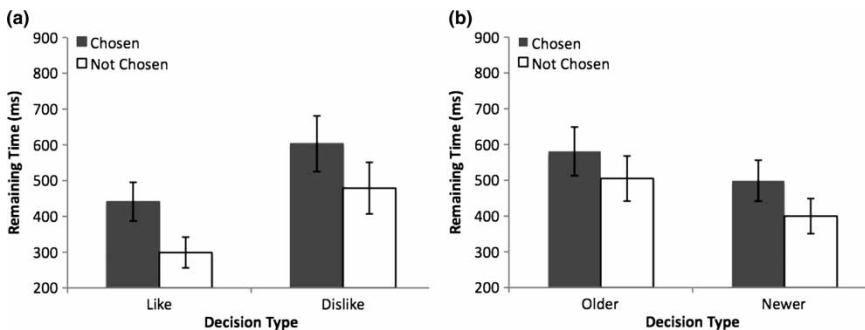 (a)
Remaining Time (ms)
900
800
700
600
500
400
300
200
Chosen
Not Chosen
Like Dislike
Decision Type
(b)
Remaining Time (ms)
900
800
700
600
500
400
300
200
Chosen
Not Chosen
Older Newer
Decision Type